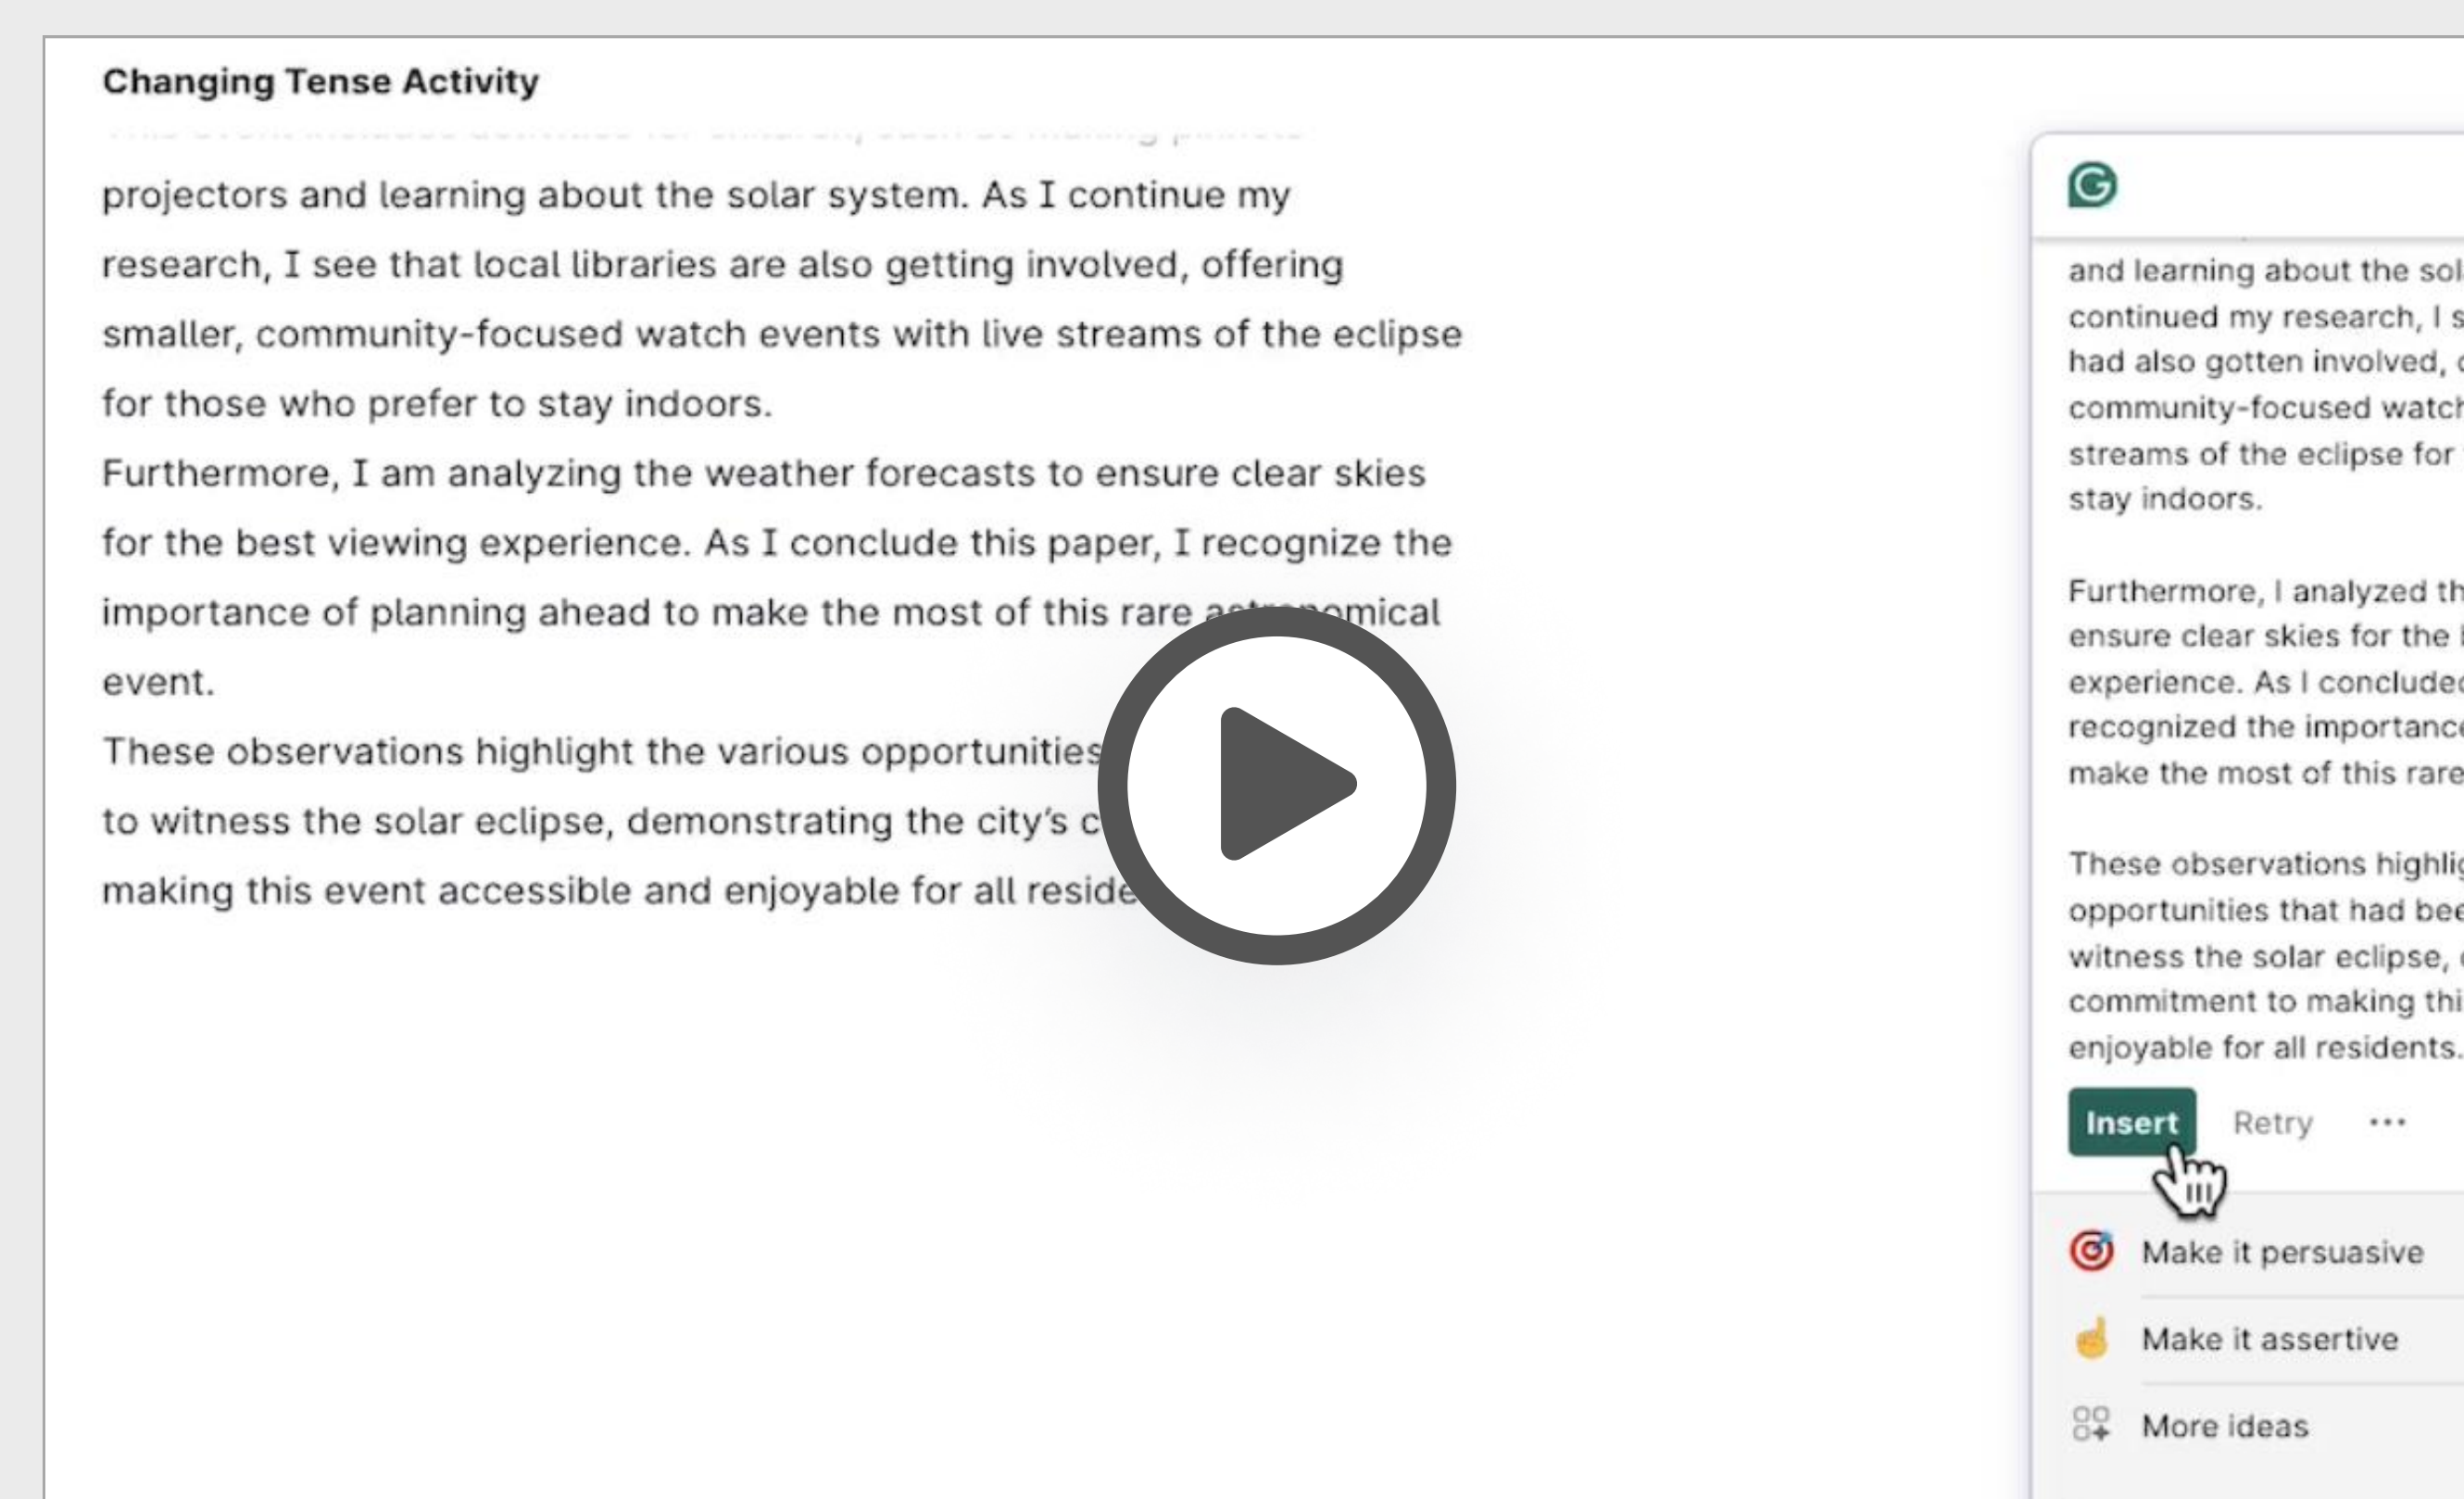 Changing Tense Activity
projectors and learning about the solar system. As I continue my
research, I see that local libraries are also getting involved, offering
smaller, community-focused watch events with live streams of the eclipse
for those who prefer to stay indoors.
Furthermore, I am analyzing the weather forecasts to ensure clear skies
for the best viewing experience. As I conclude this paper, I recognize the
importance of planning ahead to make the most of this rare astronomical
event.
These observations highlight the various opportunities
to witness the solar eclipse, demonstrating the city's
making this event accessible and enjoyable for all
and learning about the
continued my research, I
had also gotten involved,
community-focused
streams of the eclipse for
stay indoors.
Furthermore, I analyzed
ensure clear skies for the
experience. As I
recognized the
make the most of this rare
These observations
opportunities that had
witness the solar eclipse,
commitment to making
enjoyable for all residents.
Insert Retry ...
Make it persuasive
Make it assertive
More ideas